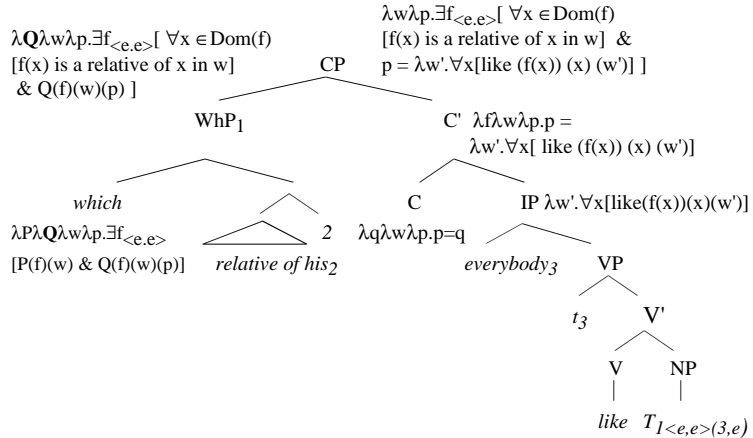 λQλwλp.∃f<e.e>[ ∀x ∈Dom(f)
[f(x) is a relative of x in w]
& Q(f)(w)(p) ]
λwλp.∃f<e.e>[ ∀x ∈Dom(f)
[f(x) is a relative of x in w] &
p = λw'.∀x[like (f(x)) (x) (w')] ]
CP
WhP1
C' λfλwλp.p =
λw'.∀x[ like (f(x)) (x) (w')]
which
λPλQλwλp.∃f<e.e>
[P(f)(w) & Q(f)(w)(p)]
2
relative of his2
C
λqλwλp.p=q
IP λw'.∀x[like(f(x))(x)(w')]
everybody3
VP
t3
V'
V
NP
like
T1<e,e>(3,e)